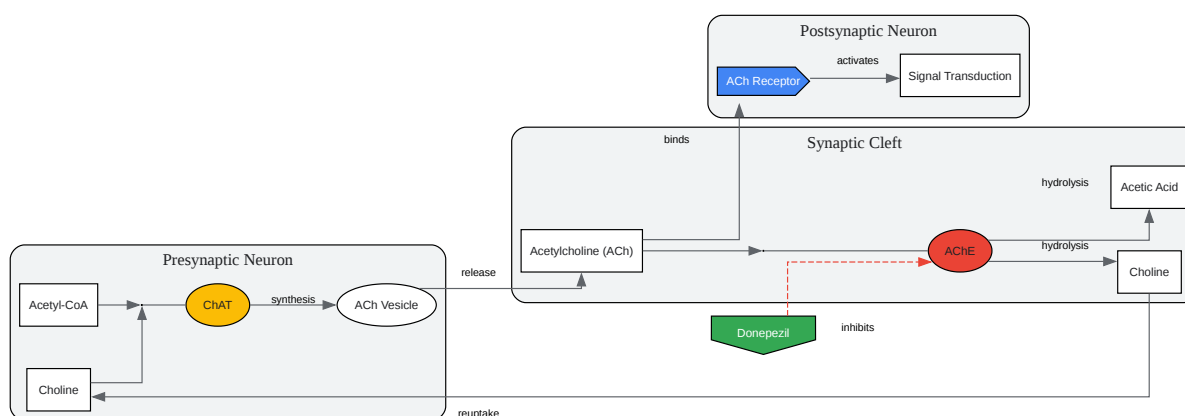 Postsynaptic Neuron
activates
ACh Receptor
Signal Transduction
binds
Synaptic Cleft
hydrolysis
Acetic Acid
Acetylcholine (ACh)
AChE
hydrolysis
Choline
Presynaptic Neuron
release
Acetyl-CoA
ChAT
synthesis
ACh Vesicle
Donepezil
inhibits
Choline
reuptake